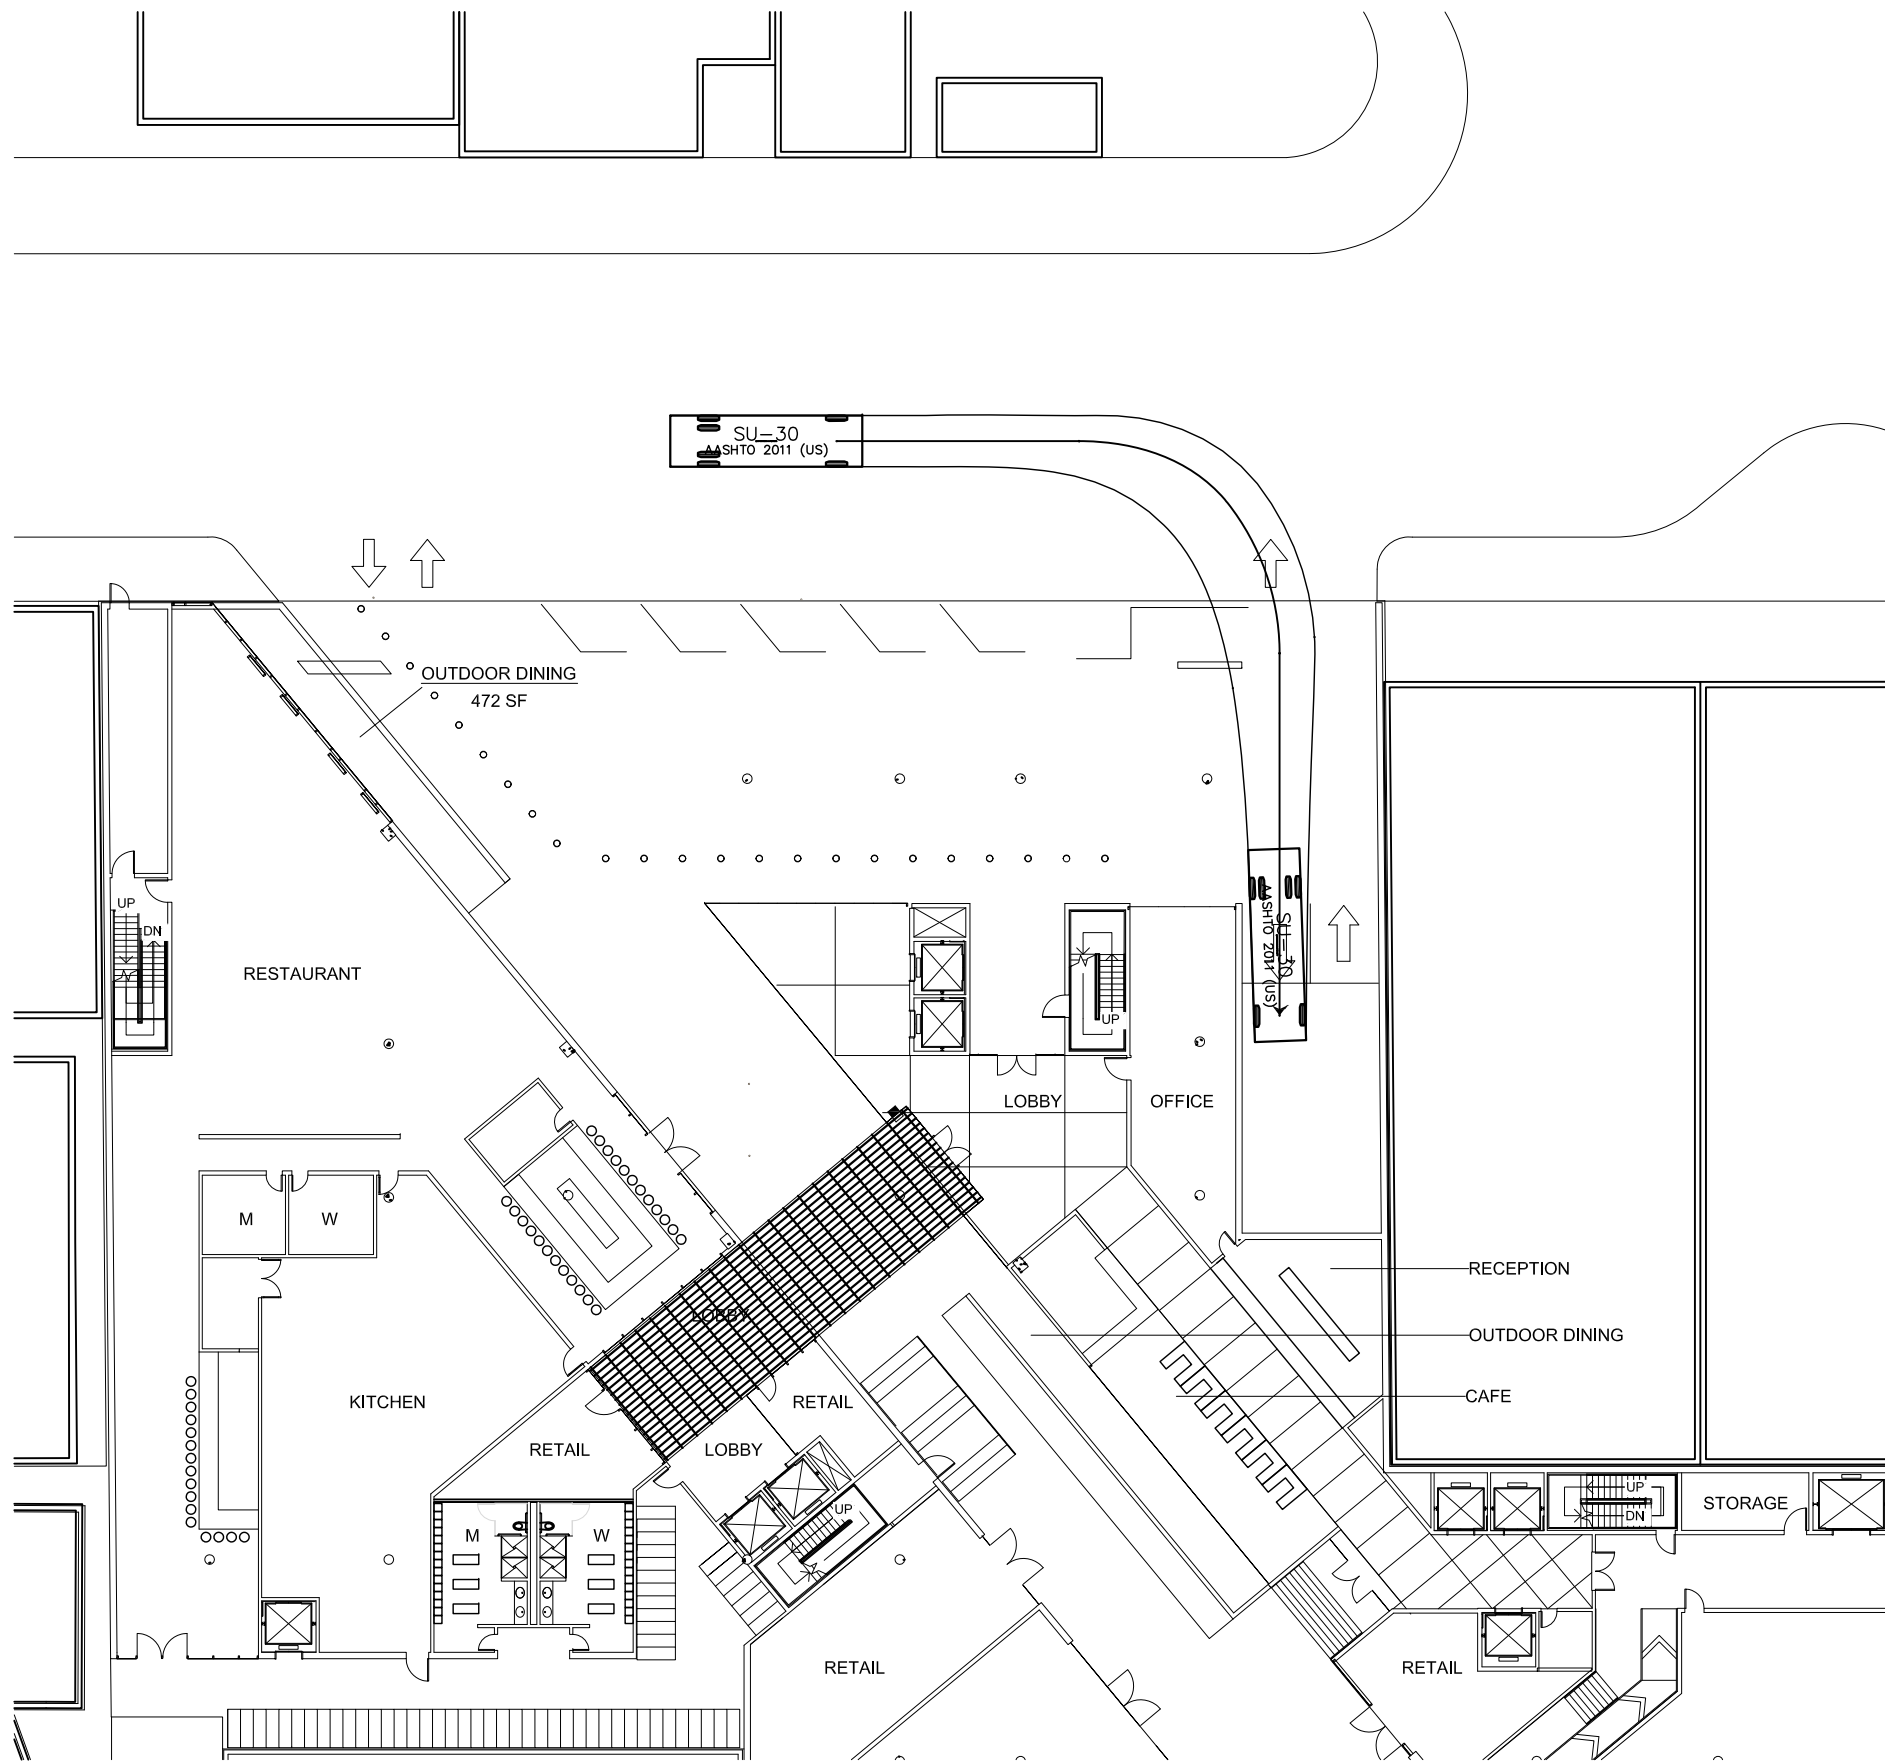 SU-30
AASHTO 2011 (US)
OUTDOOR DINING
472 SF
UP
DN
RESTAURANT
SU-30
AASHTO 2011 (US)
UP
LOBBY
OFFICE
M
W
RECEPTION
LOBBY
OUTDOOR DINING
KITCHEN
RETAIL
CAFE
RETAIL
LOBBY
UP
DN
STORAGE
M
W
UP
RETAIL
RETAIL